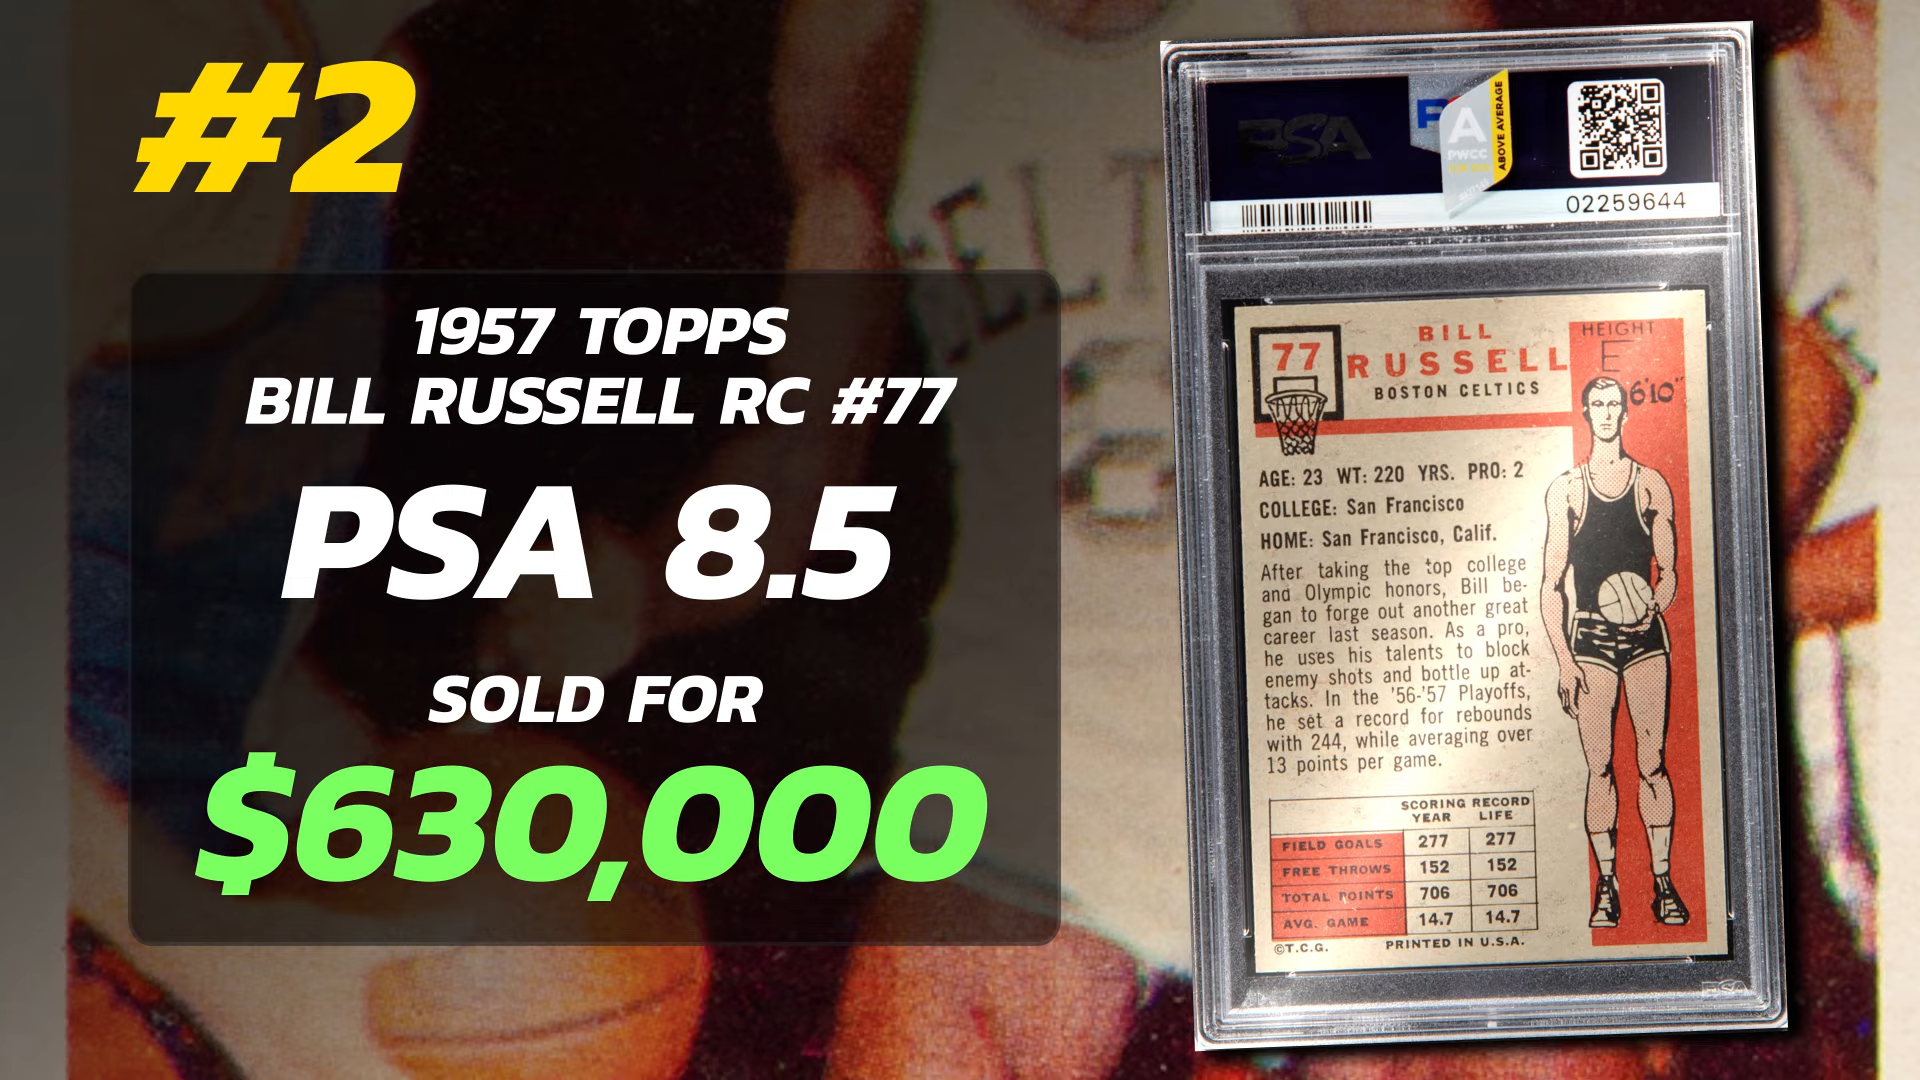 #2
1957 TOPPS
BILL RUSSELL RC #77
PSA 8.5
SOLD FOR
$630,000
PSA
A
PWCC
ABOVE AVERAGE
02259644
77
BILL
RUSSELL
BOSTON CELTICS
HEIGHT
6'10"
AGE: 23 WT: 220 YRS. PRO: 2
COLLEGE: San Francisco
HOME: San Francisco, Calif.
After taking the top college
and Olympic honors, Bill be-
gan to forge out another great
career last season. As a pro,
he uses his talents to block
enemy shots and bottle up at-
tacks. In the '56-'57 Playoffs,
he set a record for rebounds
with 244, while averaging over
13 points per game.
SCORING RECORD
YEAR LIFE
FIELD GOALS 277 277
FREE THROWS 152 152
TOTAL POINTS 706 706
AVG. GAME 14.7 14.7
©T.C.G. PRINTED IN U.S.A.
PSA